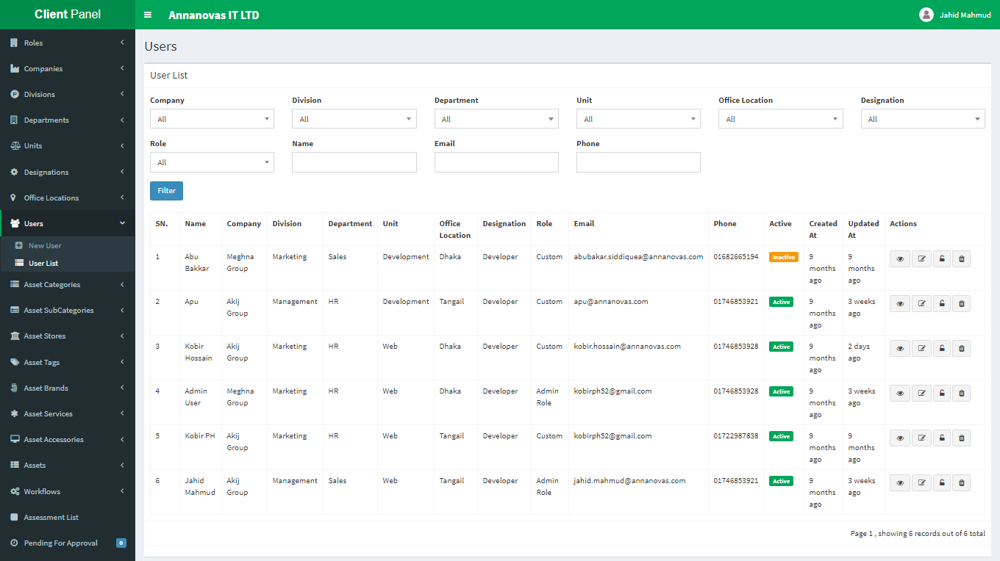 Client Panel
Annanovas IT LTD
Jahid Mahmud
Roles
Companies
Divisions
Departments
Units
Designations
Office Locations
Users
New User
User List
Asset Categories
Asset SubCategories
Asset Stores
Asset Tags
Asset Brands
Asset Services
Asset Accessories
Assets
Workflows
Assessment List
Pending For Approval 0
Users
User List
Company Division Department Unit Office Location Designation
All All All All All All
Role Name Email Phone
All
Filter
SN. Name Company Division Department Unit Office Designation Role Email Phone Active Created Updated Actions
Location At At
1 Abu Meghna Marketing Sales Development Dhaka Developer Custom abubakar.siddiquea@annanovas.com 01682665194 Inactive 9 9
Bakkar Group months months
ago ago
2 Apu Akij Management HR Development Tangail Developer Custom apu@annanovas.com 01746853921 Active 9 3 weeks
Group months ago
ago
3 Kobir Akij Marketing HR Web Dhaka Developer Custom kobir.hossain@annanovas.com 01746853928 Active 9 2 days
Hossain Group months ago
ago
4 Admin Meghna Marketing HR Web Dhaka Developer Admin kobirph52@gmail.com 01746853928 Active 9 3 weeks
User Group Role months ago
ago
5 Kobir PH Akij Marketing HR Web Tangail Developer Custom kobirph52@gmail.com 01722987838 Active 9 9
Group months months
ago ago
6 Jahid Akij Management Sales Web Tangail Developer Admin jahid.mahmud@annanovas.com 01746853921 Active 9 3 weeks
Mahmud Group Role months ago
ago
Page 1 , showing 6 records out of 6 total